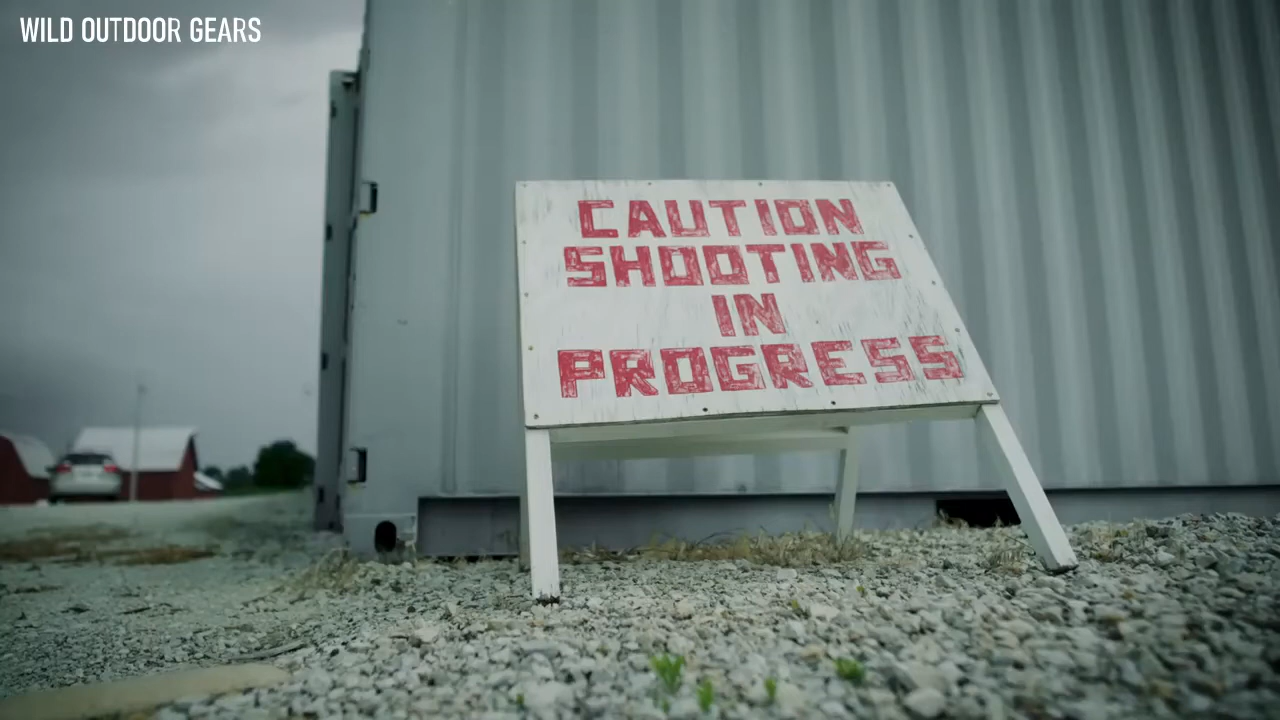 WILD OUTDOOR GEARS
CAUTION
SHOOTING
IN
PROGRESS